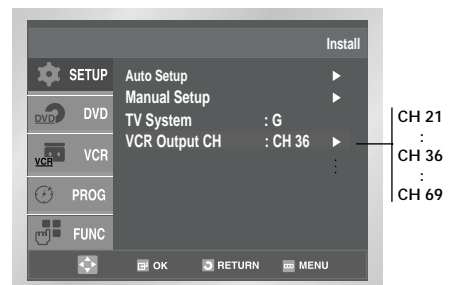 Install
SETUP
DVD DVD
VCR VCR
PROG
FUNC
Auto Setup ►
Manual Setup ►
TV System : G
VCR Output CH : CH 36 ►
OK RETURN MENU
CH 21
:
CH 36
:
CH 69